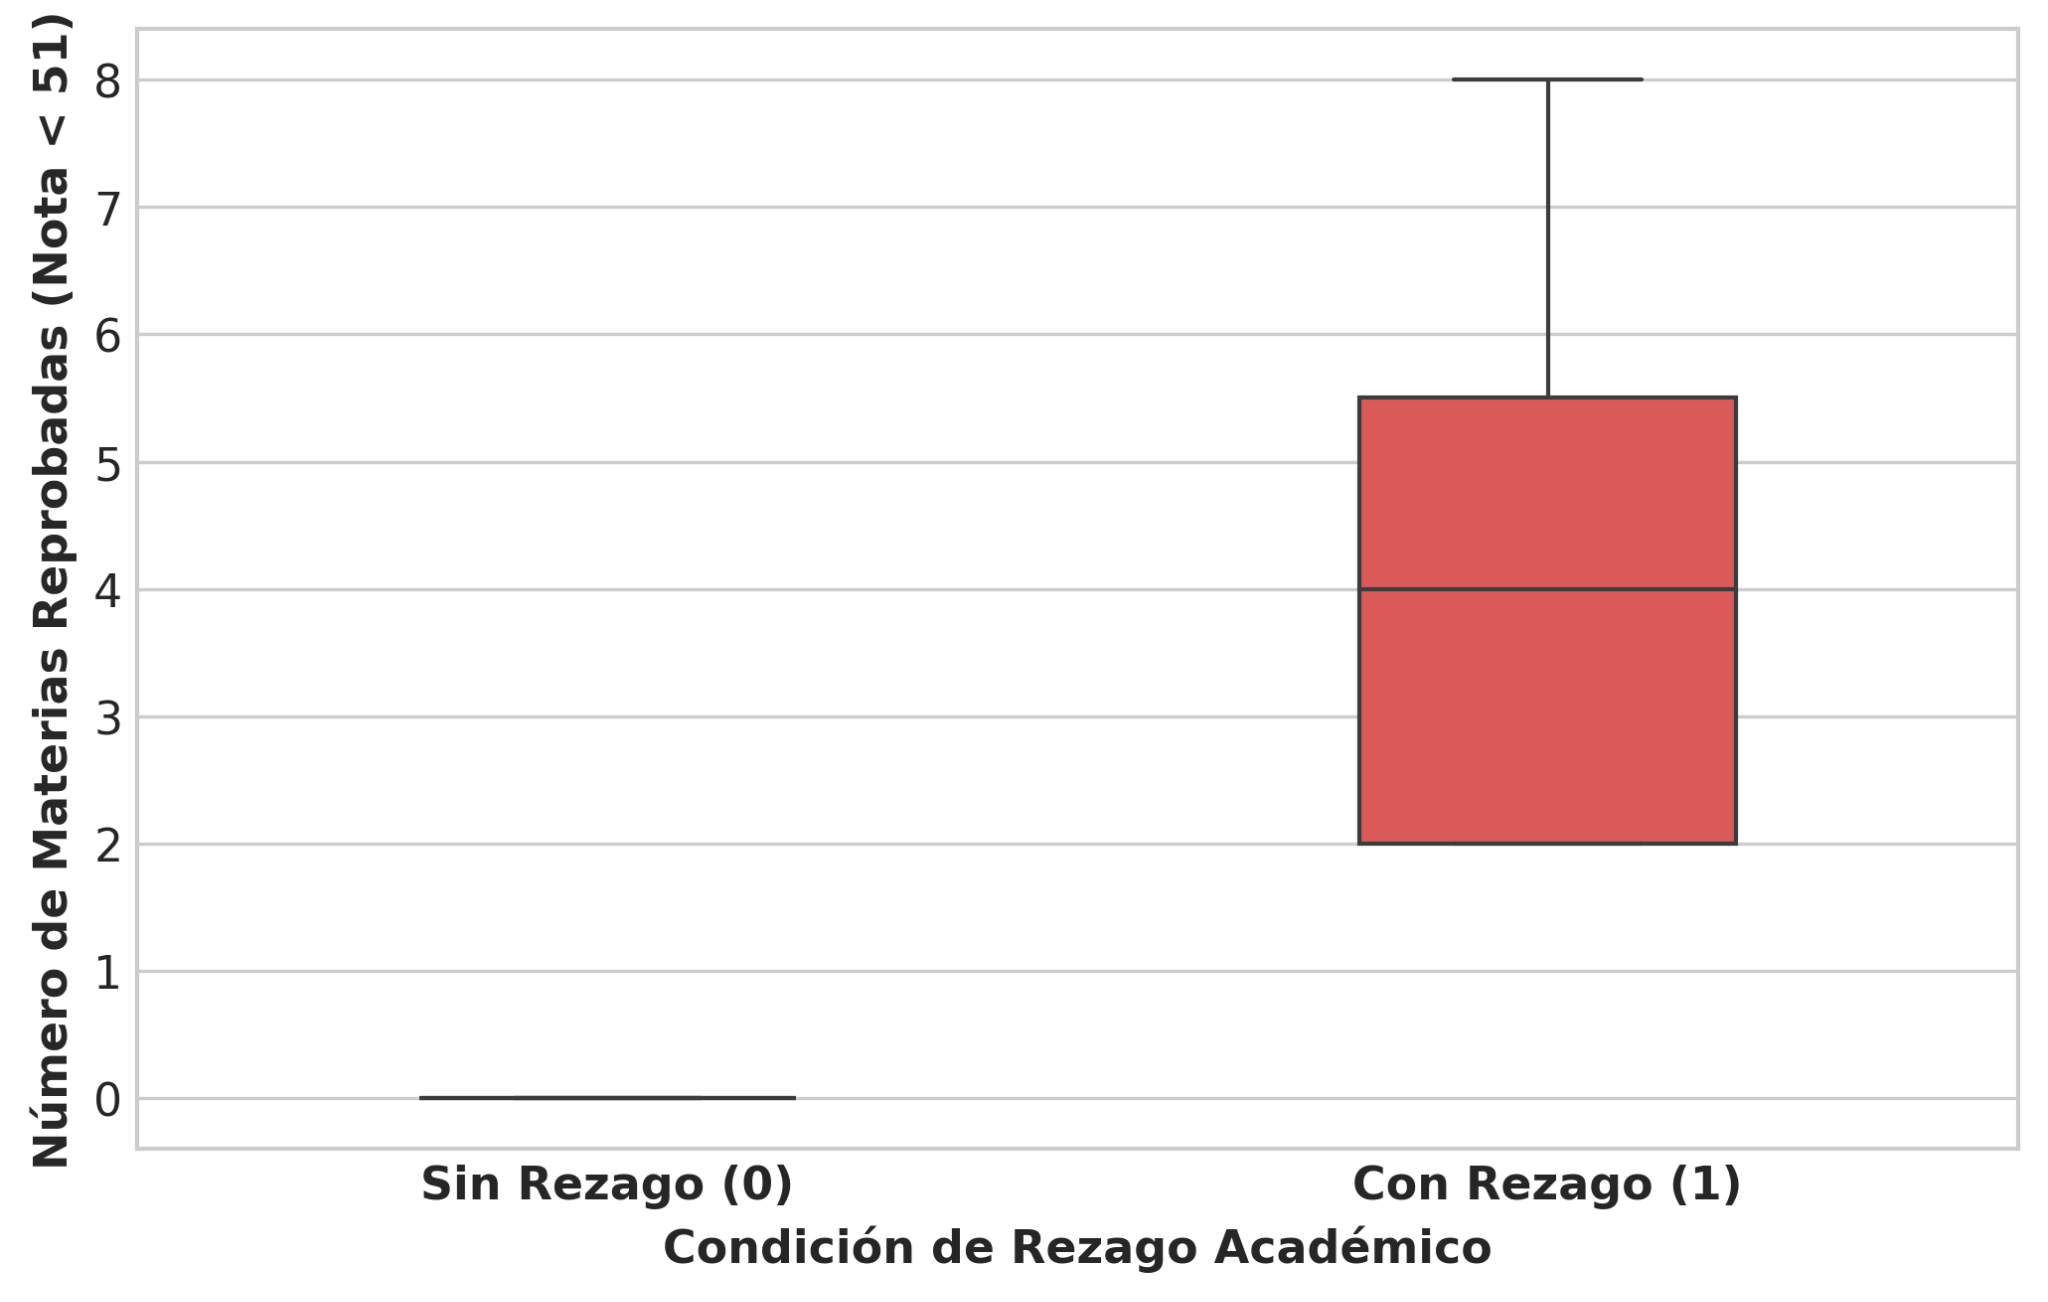 Número de Materias Reprobadas (Nota < 51)
8
7
6
5
4
3
2
1
0
Sin Rezago (0)
Con Rezago (1)
Condición de Rezago Académico